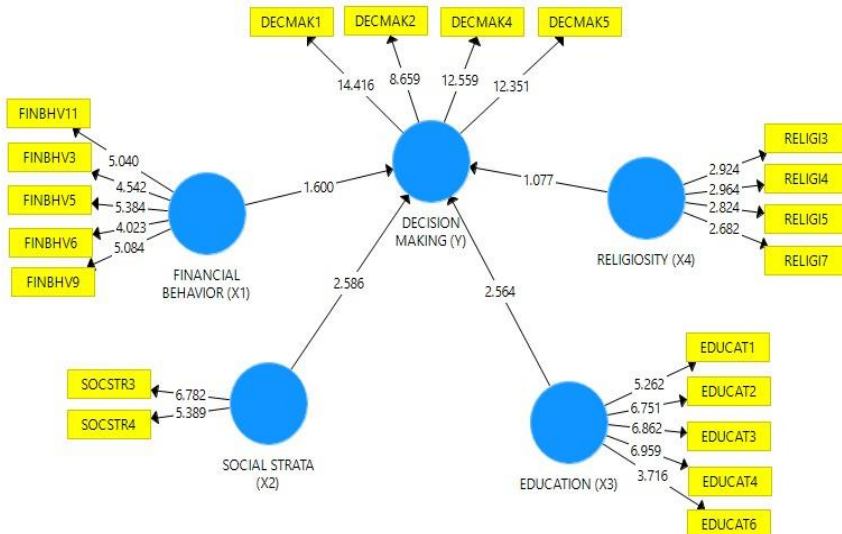 DECMAK1
DECMAK2
DECMAK4
DECMAK5
14.416
8.659
12.559
12.351
FINBHV11
FINBHV3
FINBHV5
FINBHV6
FINBHV9
5.040
4.542
5.384
4.023
5.084
FINANCIAL
BEHAVIOR (X1)
1.600
DECISION
MAKING (Y)
1.077
RELIGIOSITY (X4)
2.924
2.964
2.824
2.682
RELIGI3
RELIGI4
RELIGI5
RELIGI7
2.586
2.564
SOCSTR3
SOCSTR4
6.782
5.389
SOCIAL STRATA
(X2)
EDUCATION (X3)
5.262
6.751
6.862
6.959
3.716
EDUCAT1
EDUCAT2
EDUCAT3
EDUCAT4
EDUCAT6